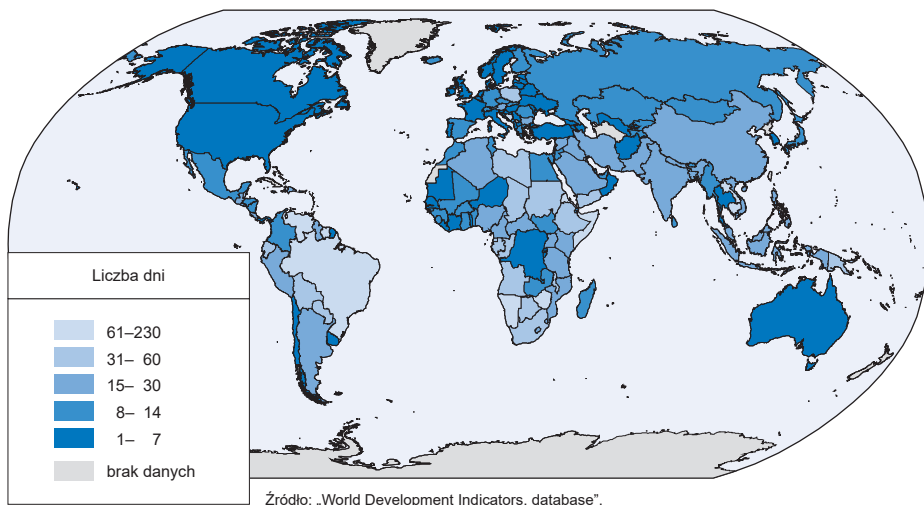 Liczba dni
61–230
31– 60
15– 30
8– 14
1– 7
brak danych
Źródło: „World Development Indicators, database”.